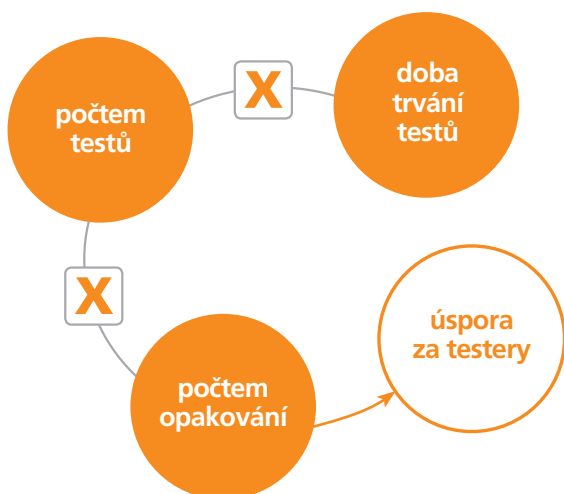 doba
trvání
testů
X
počtem
testů
X
počtem
opakování
úspora
za testery